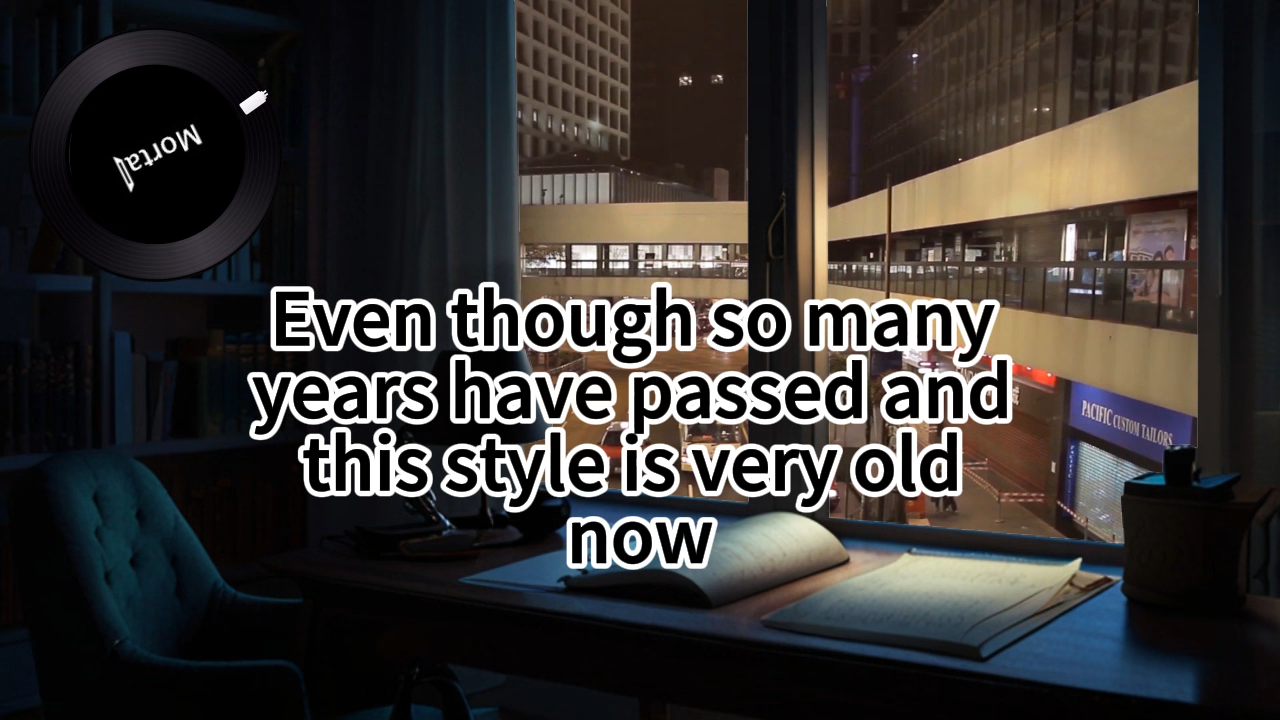 Mortal
Even though so many
years have passed and
this style is very old
now
PACIFIC CUSTOM TAILORS